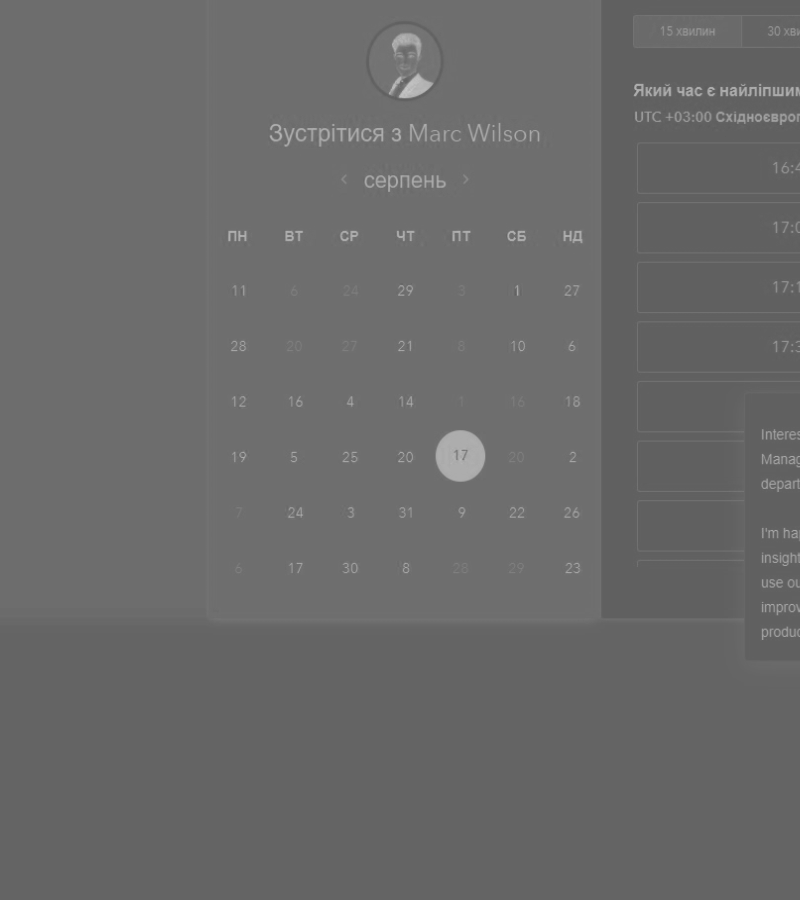 Зустрітися з Marc Wilson
‹ серпень ›
ПН ВТ СР ЧТ ПТ СБ НД
11 6 24 29 3 1 27
28 20 27 21 8 10 6
12 16 4 14 1 16 18
19 5 25 20 17 20 2
7 24 3 31 9 22 26
6 17 30 8 28 29 23
15 хвилин 30 хви
Який час є найліпшим
UTC +03:00 Східноєвроп
16:4
17:0
17:1
17:3
Interes
Manag
depart
I'm hap
insight
use ou
improv
produc